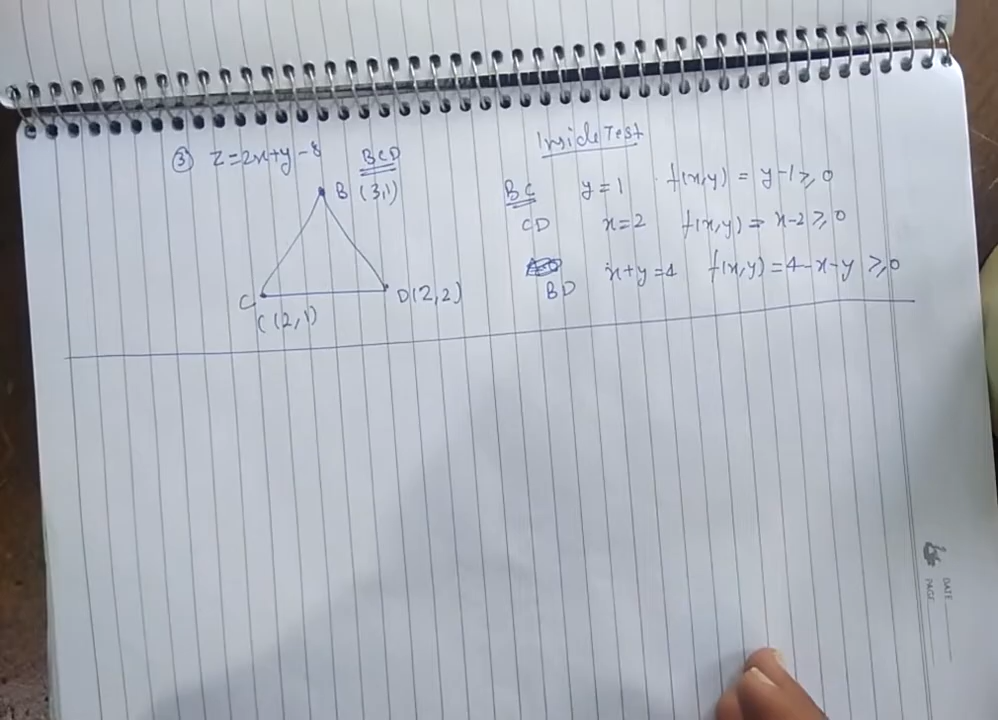 ③ z=2x+y-8 BCD
B (3,1)
C
C (2,1)
D(2,2)
Inside Test
BC y=1 f(x,y) = y-1≥0
CD x=2 f(x,y) = x-2≥0
BD x+y=4 f(x,y)=4-x-y ≥0
DATE
PAGE